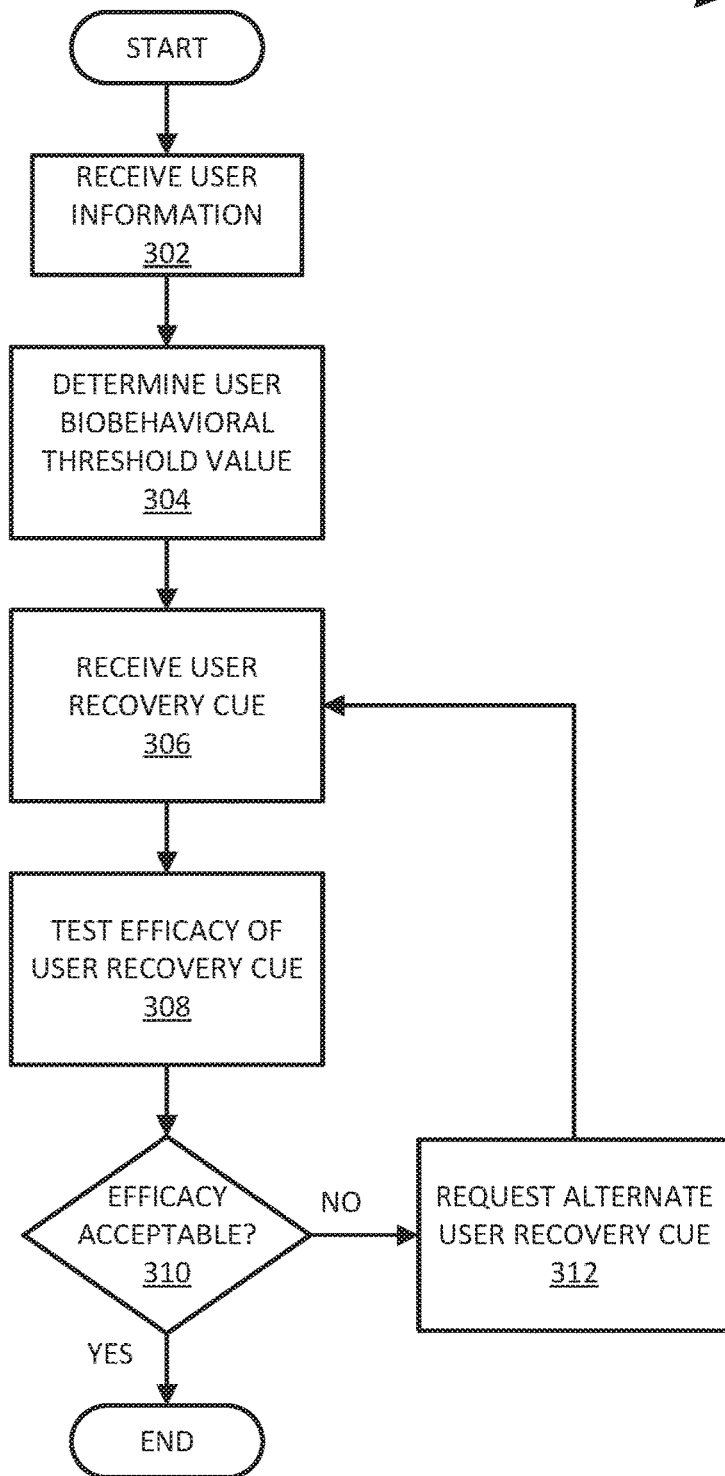 START
RECEIVE USER
INFORMATION
302
DETERMINE USER
BIOBEHAVIORAL
THRESHOLD VALUE
304
RECEIVE USER
RECOVERY CUE
306
TEST EFFICACY OF
USER RECOVERY CUE
308
EFFICACY
ACCEPTABLE?
310
NO
REQUEST ALTERNATE
USER RECOVERY CUE
312
YES
END